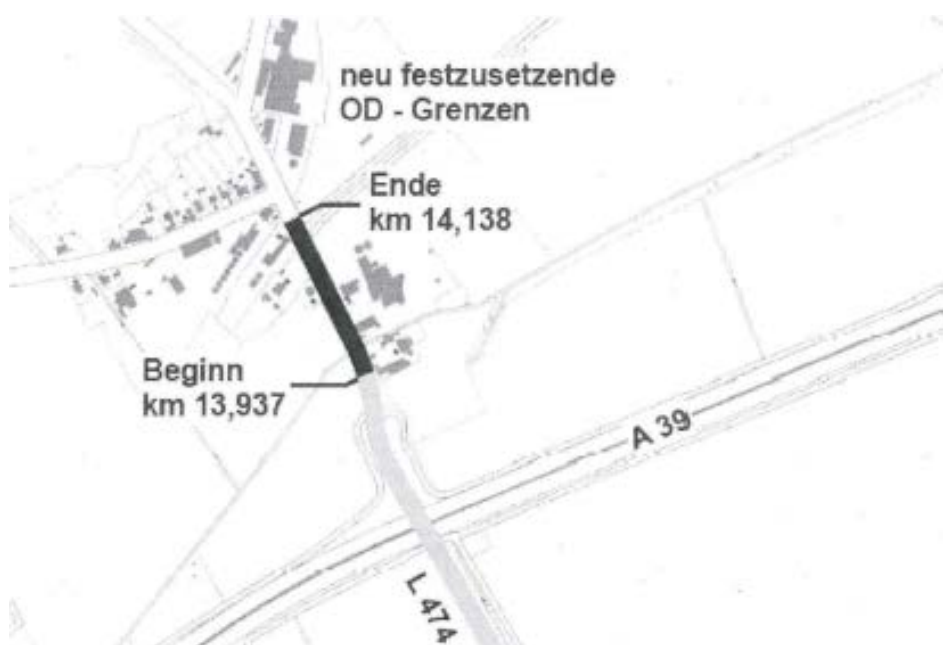 neu festzusetzende
OD - Grenzen
Ende
km 14,138
Beginn
km 13,937
A 39
L 474